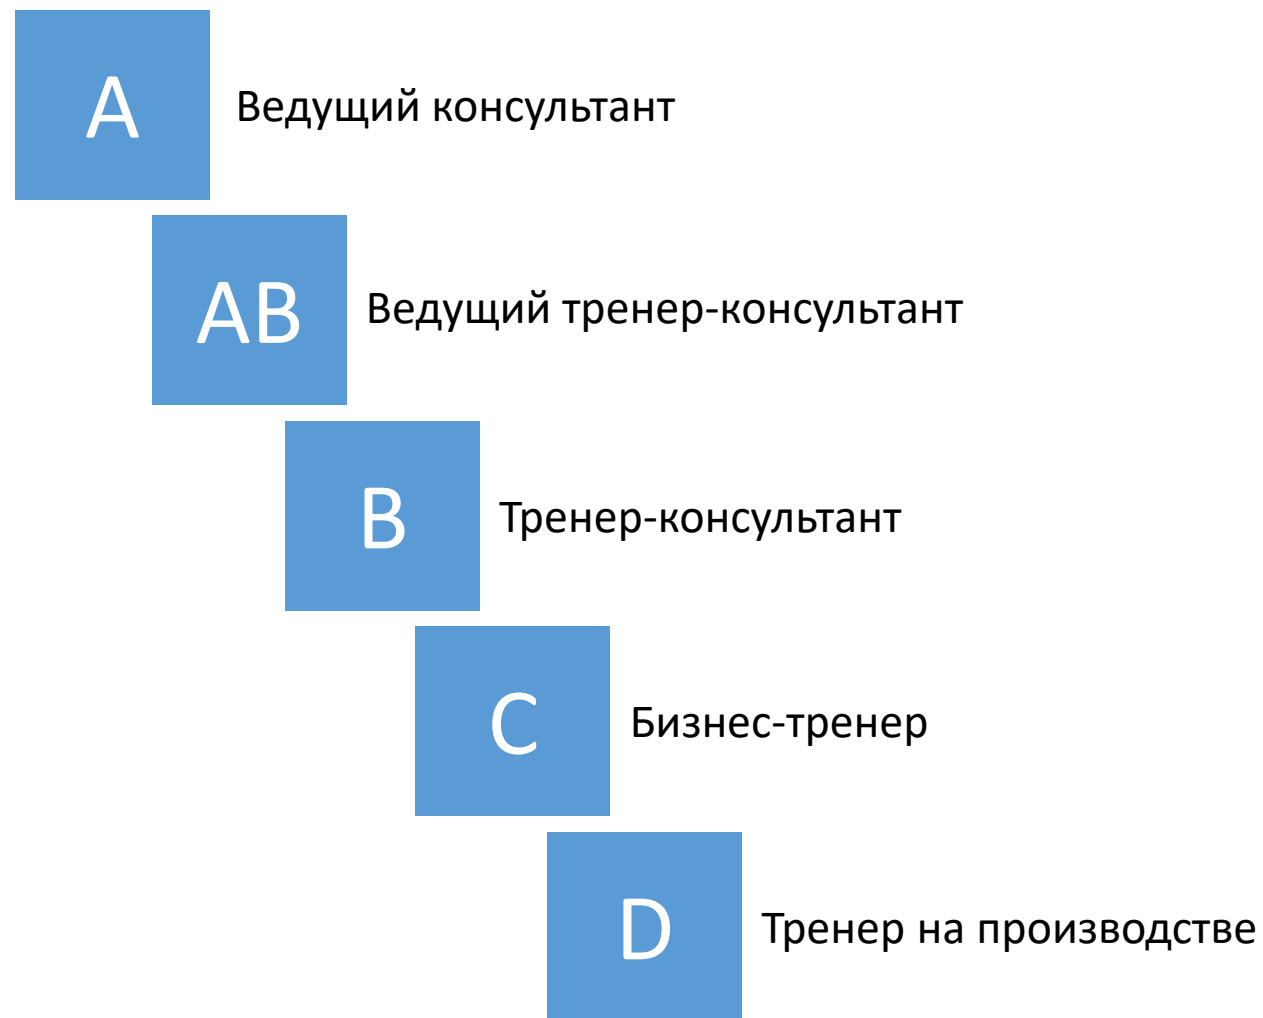 A
Ведущий консультант
AB
Ведущий тренер-консультант
B
Тренер-консультант
C
Бизнес-тренер
D
Тренер на производстве